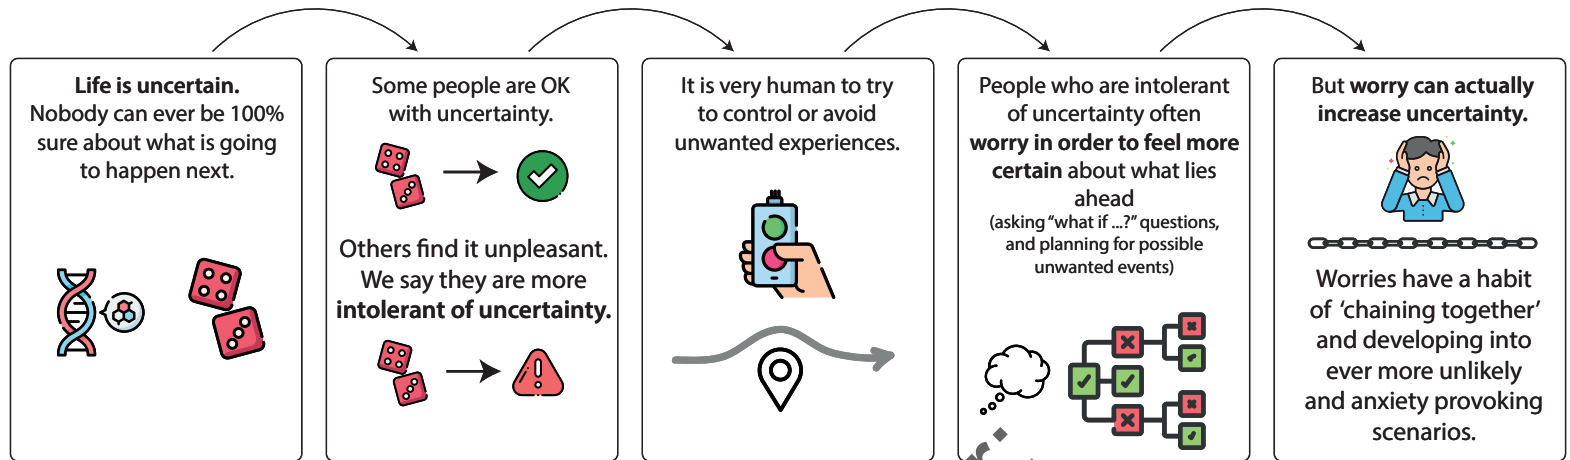 Life is uncertain.
Nobody can ever be 100%
sure about what is going
to happen next.
Some people are OK
with uncertainty.
Others find it unpleasant.
We say they are more
intolerant of uncertainty.
It is very human to try
to control or avoid
unwanted experiences.
People who are intolerant
of uncertainty often
worry in order to feel more
certain about what lies
ahead
(asking “what if ...?” questions,
and planning for possible
unwanted events)
But worry can actually
increase uncertainty.
Worries have a habit
of ‘chaining together’
and developing into
ever more unlikely
and anxiety provoking
scenarios.